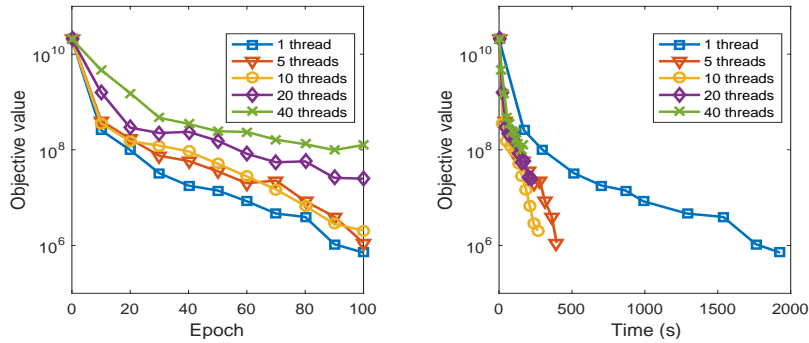 Objective value
10^10
10^8
10^6
0
20
40
60
80
100
Epoch
1 thread
5 threads
10 threads
20 threads
40 threads
Objective value
10^10
10^8
10^6
0
500
1000
1500
2000
Time (s)
1 thread
5 threads
10 threads
20 threads
40 threads